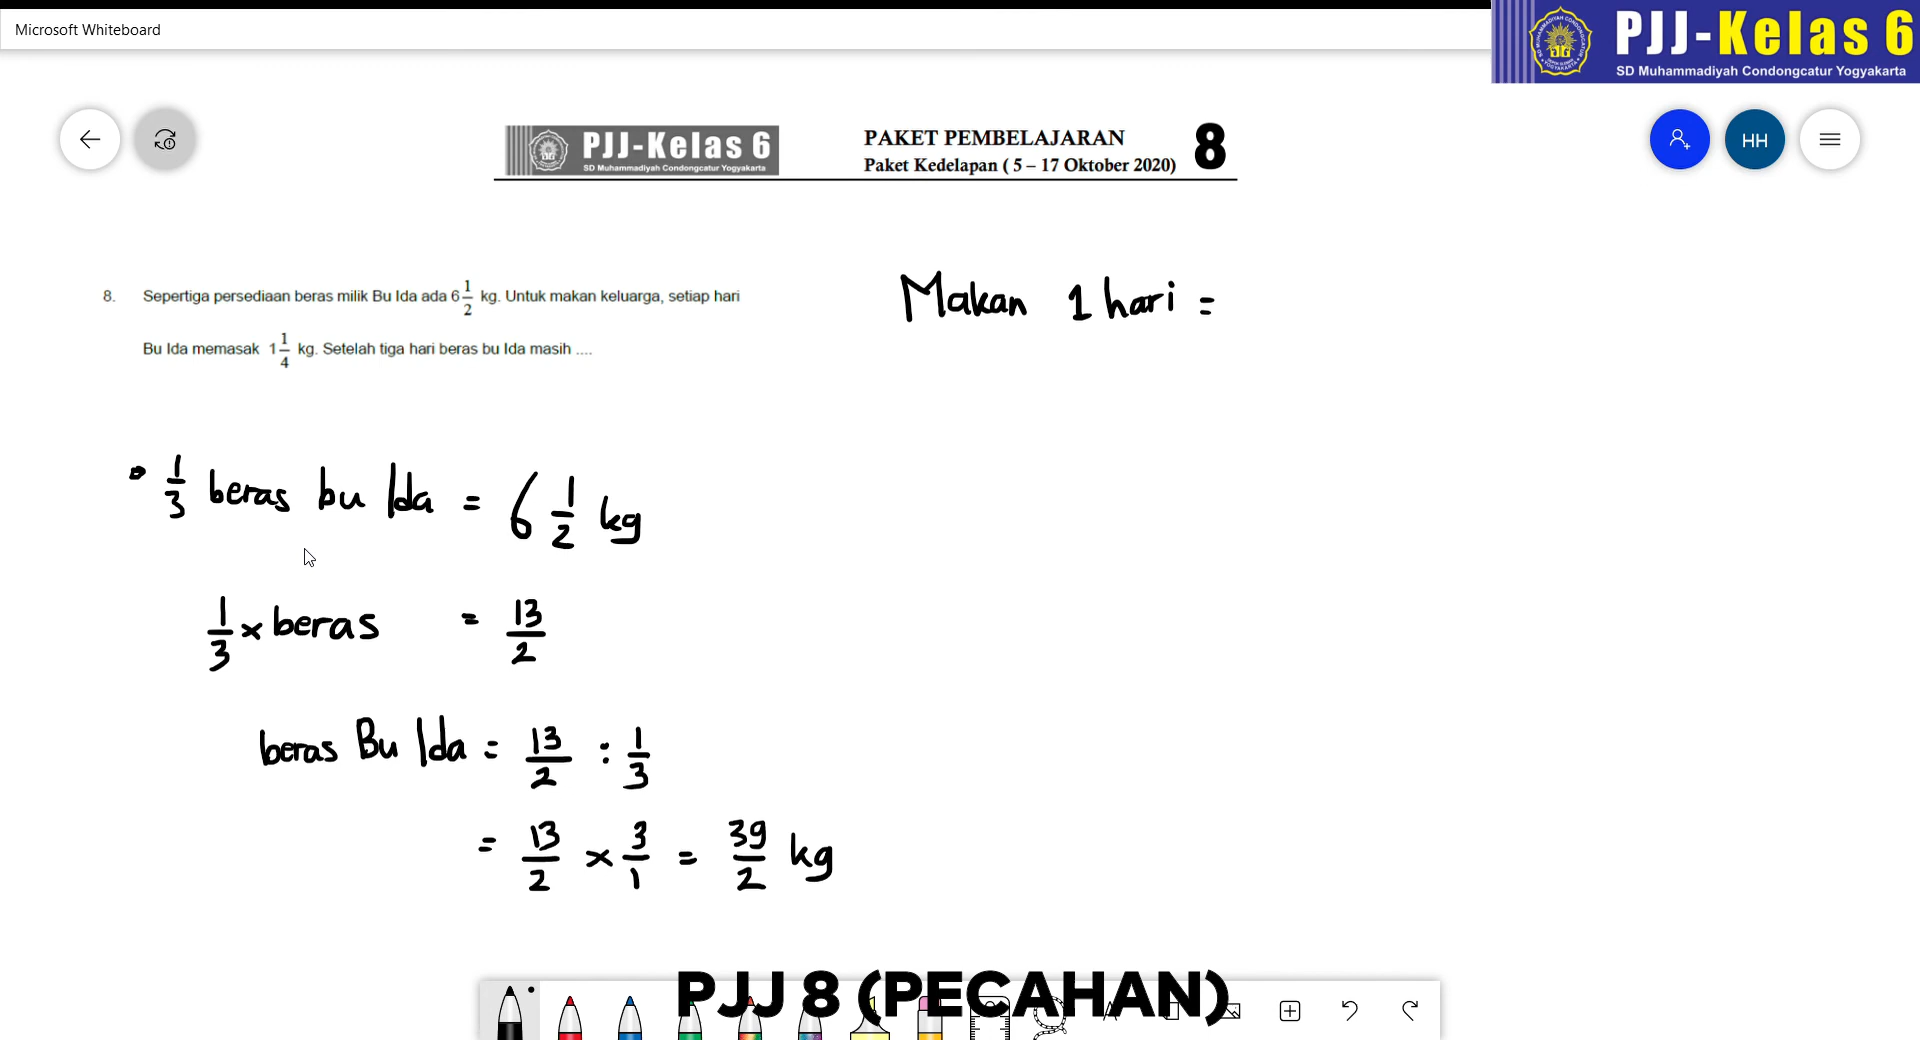 Microsoft Whiteboard
PJJ-Kelas 6
SD Muhammadiyah Condongcatur Yogyakarta
PJJ-Kelas 6
SD Muhammadiyah Condongcatur Yogyakarta
PAKET PEMBELAJARAN 8
Paket Kedelapan ( 5 – 17 Oktober 2020)
HH
8. Sepertiga persediaan beras milik Bu Ida ada 6 1/2 kg. Untuk makan keluarga, setiap hari
Bu Ida memasak 1 1/4 kg. Setelah tiga hari beras bu Ida masih ....
Makan 1 hari =
1/3 beras bu Ida = 6 1/2 kg
1/3 × beras = 13/2
beras Bu Ida = 13/2 : 1/3
= 13/2 × 3/1 = 39/2 kg
PJJ 8 (PECAHAN)